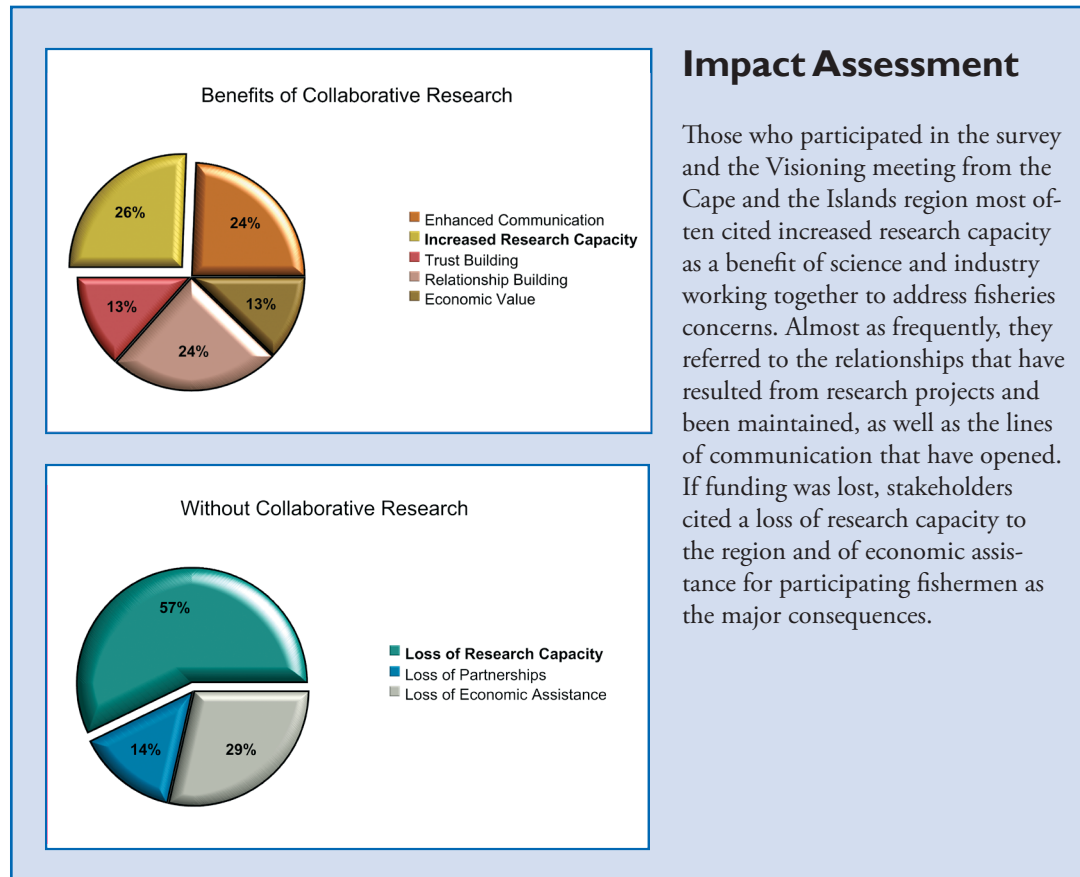 Benefits of Collaborative Research
26%
24%
13%
13%
24%
Enhanced Communication
Increased Research Capacity
Trust Building
Relationship Building
Economic Value
Without Collaborative Research
57%
14%
29%
Loss of Research Capacity
Loss of Partnerships
Loss of Economic Assistance
Impact Assessment
Those who participated in the survey
and the Visioning meeting from the
Cape and the Islands region most of-
ten cited increased research capacity
as a benefit of science and industry
working together to address fisheries
concerns. Almost as frequently, they
referred to the relationships that have
resulted from research projects and
been maintained, as well as the lines
of communication that have opened.
If funding was lost, stakeholders
cited a loss of research capacity to
the region and of economic assis-
tance for participating fishermen as
the major consequences.